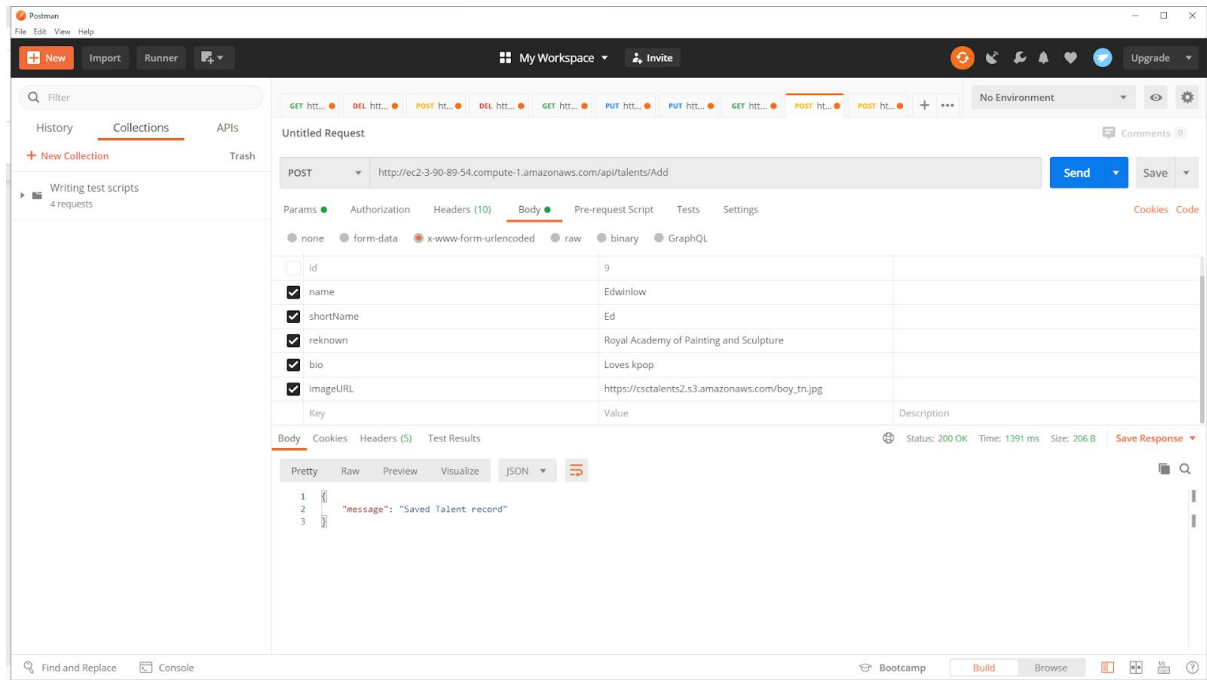 Postman
File Edit View Help
New Import Runner My Workspace Invite Upgrade
Filter
History Collections APIs
+ New Collection Trash
Writing test scripts
4 requests
GET htt... DEL htt... POST ht... DEL htt... GET htt... PUT htt... PUT htt... GET htt... POST ht... POST ht... + ••• No Environment
Untitled Request Comments 0
POST http://ec2-3-90-89-54.compute-1.amazonaws.com/api/talents/Add Send Save
Params Authorization Headers (10) Body Pre-request Script Tests Settings Cookies Code
none form-data x-www-form-urlencoded raw binary GraphQL
id 9
name Edwinlow
shortName Ed
reknown Royal Academy of Painting and Sculpture
bio Loves kpop
imageURL https://csctalents2.s3.amazonaws.com/boy_tn.jpg
Key Value Description
Body Cookies Headers (5) Test Results Status: 200 OK Time: 1391 ms Size: 206 B Save Response
Pretty Raw Preview Visualize JSON
1 {
2 "message": "Saved Talent record"
3 }
Find and Replace Console Bootcamp Build Browse